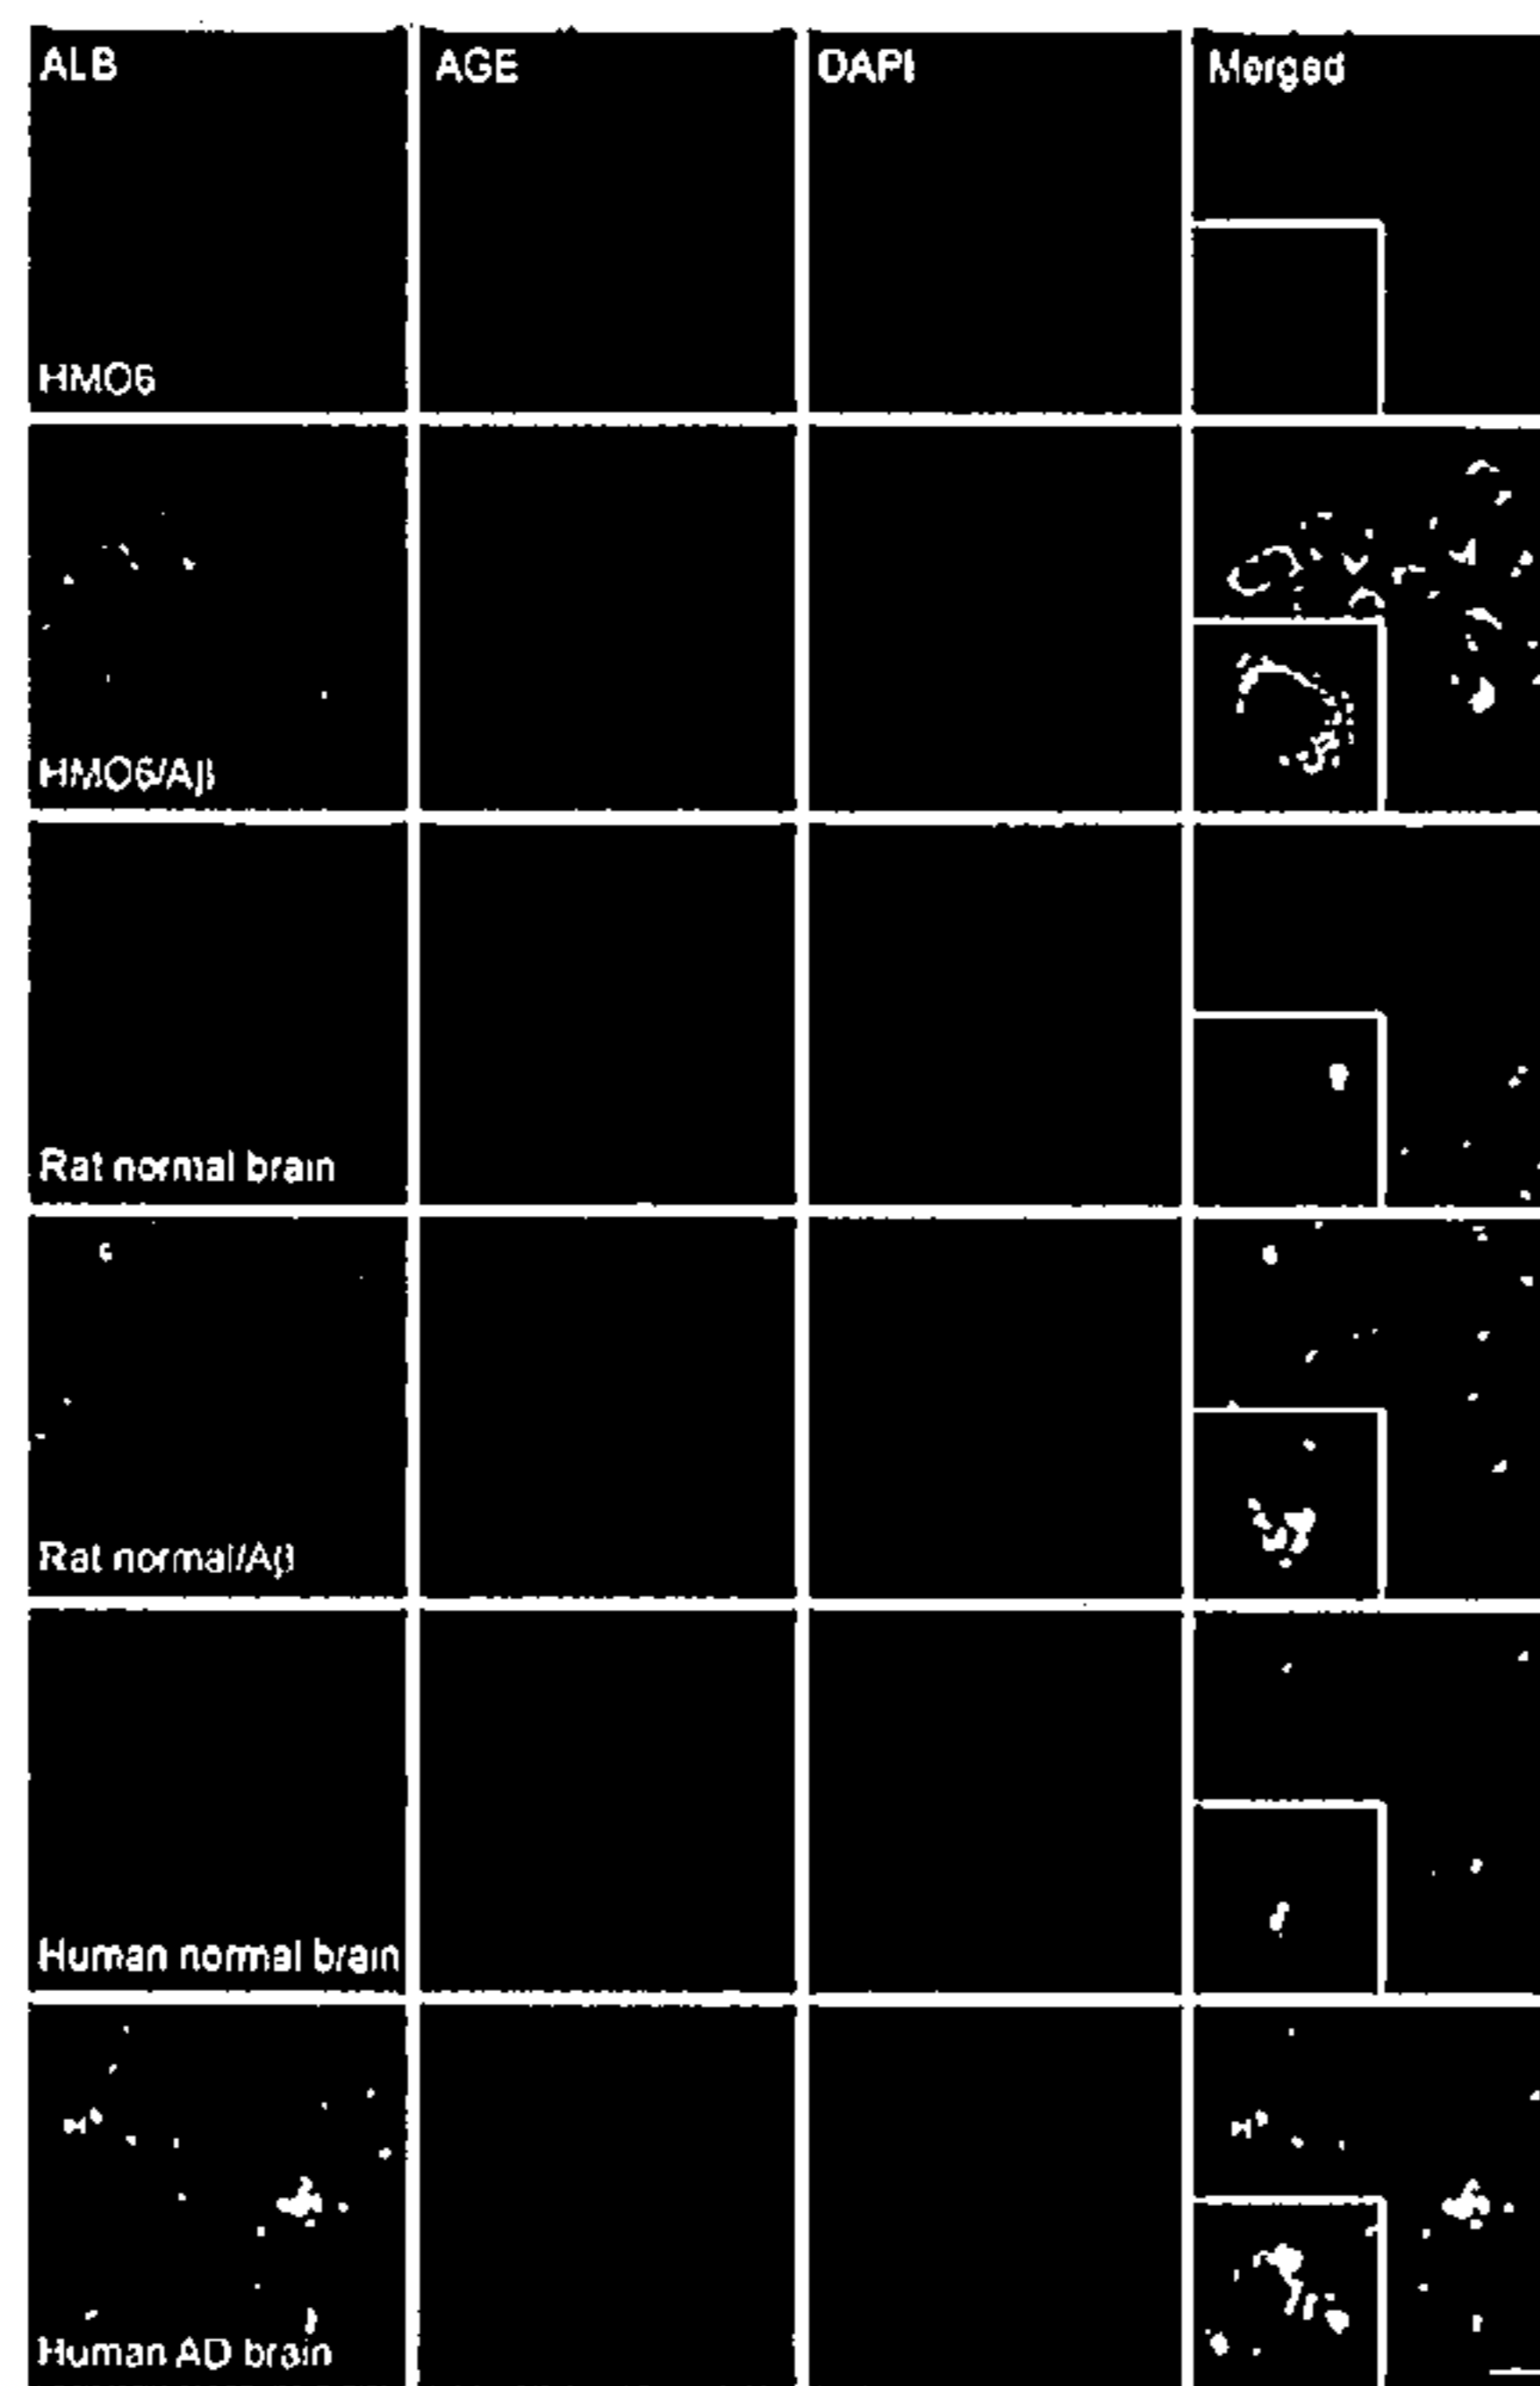 ALB AGE DAPI Merged
HMO6
HMO6/Aβ
Rat normal brain
Rat normal/Aβ
Human normal brain
Human AD brain